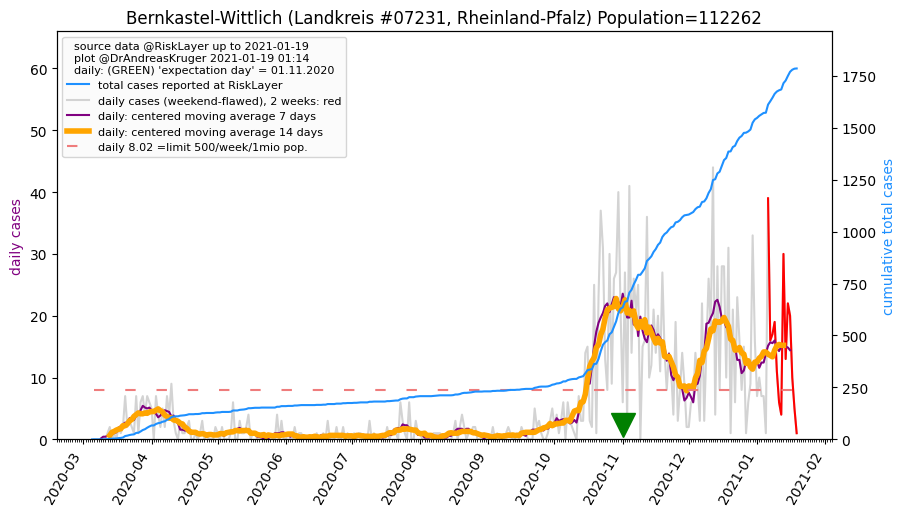 Bernkastel-Wittlich (Landkreis #07231, Rheinland-Pfalz) Population=112262
source data @RiskLayer up to 2021-01-19
plot @DrAndreasKruger 2021-01-19 01:14
daily: (GREEN) 'expectation day' = 01.11.2020
total cases reported at RiskLayer
daily cases (weekend-flawed), 2 weeks: red
daily: centered moving average 7 days
daily: centered moving average 14 days
daily 8.02 =limit 500/week/1mio pop.
daily cases
60
50
40
30
20
10
0
cumulative total cases
1750
1500
1250
1000
750
500
250
0
2020-03
2020-04
2020-05
2020-06
2020-07
2020-08
2020-09
2020-10
2020-11
2020-12
2021-01
2021-02